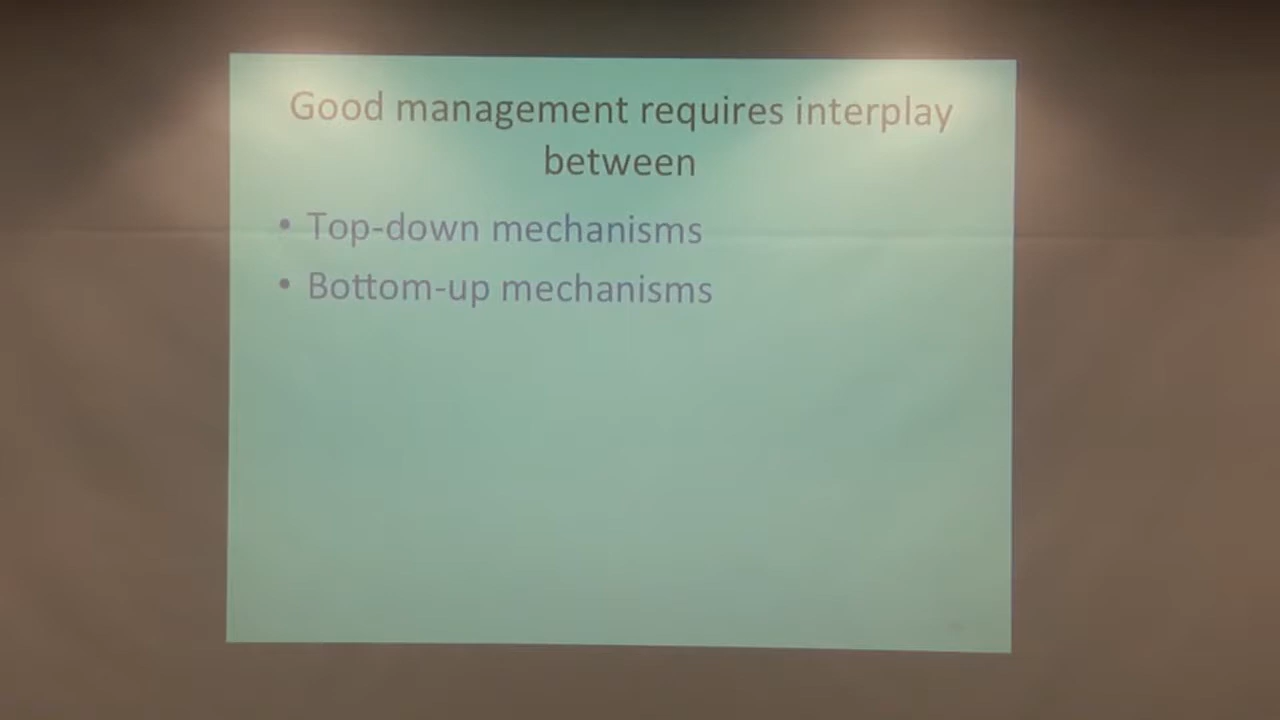 Good management requires interplay
between
• Top-down mechanisms
• Bottom-up mechanisms